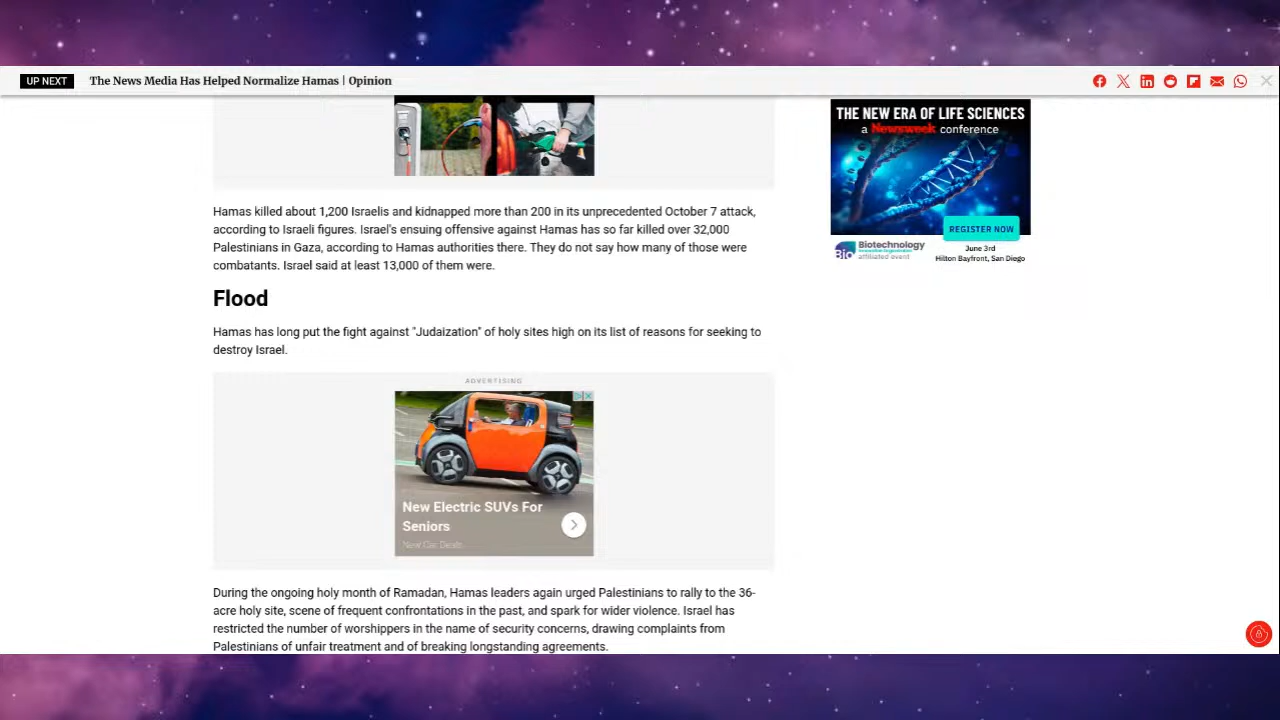 UP NEXT
The News Media Has Helped Normalize Hamas | Opinion
THE NEW ERA OF LIFE SCIENCES
a Newsweek conference
REGISTER NOW
Biotechnology
Bio
affiliated event
June 3rd
Hilton Bayfront, San Diego
Hamas killed about 1,200 Israelis and kidnapped more than 200 in its unprecedented October 7 attack,
according to Israeli figures. Israel's ensuing offensive against Hamas has so far killed over 32,000
Palestinians in Gaza, according to Hamas authorities there. They do not say how many of those were
combatants. Israel said at least 13,000 of them were.
Flood
Hamas has long put the fight against "Judaization" of holy sites high on its list of reasons for seeking to
destroy Israel.
ADVERTISING
New Electric SUVs For
Seniors
New Car Deals
During the ongoing holy month of Ramadan, Hamas leaders again urged Palestinians to rally to the 36-
acre holy site, scene of frequent confrontations in the past, and spark for wider violence. Israel has
restricted the number of worshippers in the name of security concerns, drawing complaints from
Palestinians of unfair treatment and of breaking longstanding agreements.